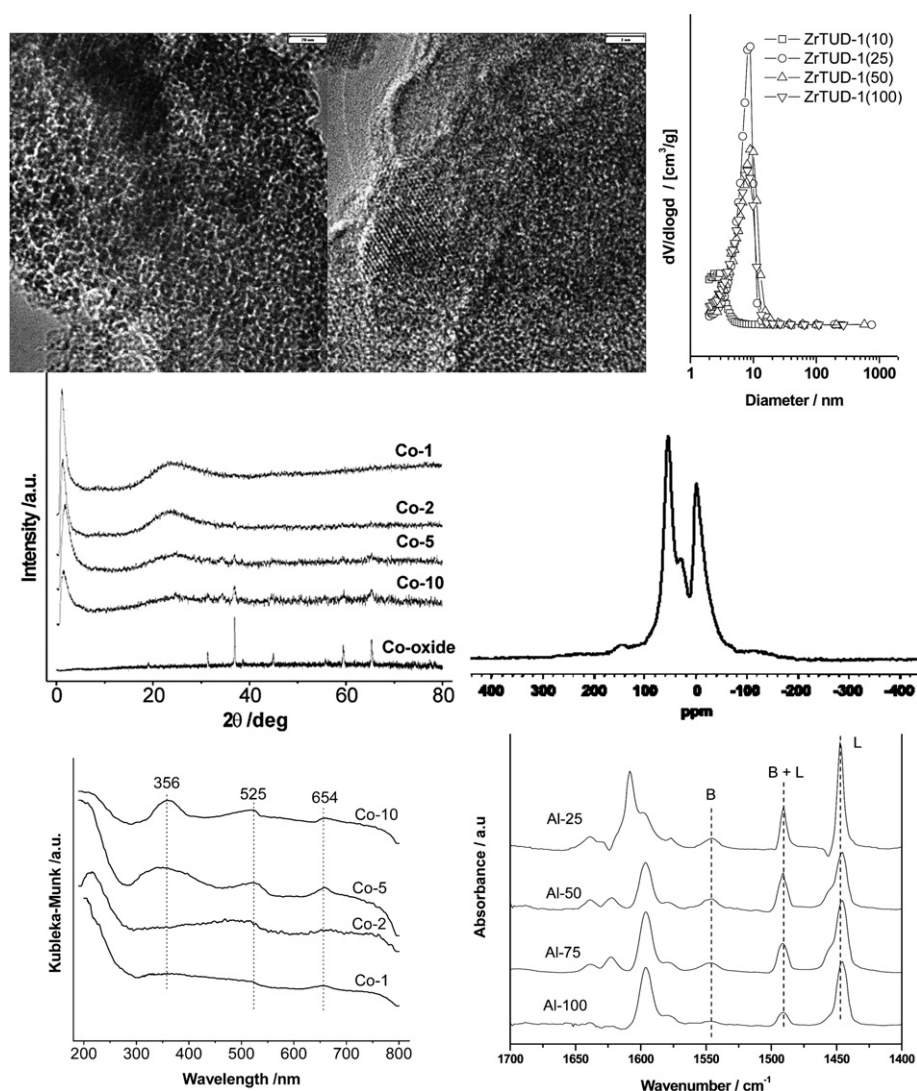 70 nm
ZrTUD-1(10)
ZrTUD-1(25)
ZrTUD-1(50)
ZrTUD-1(100)
dV/dlogd / [cm³/g]
1 10 100 1000
Diameter / nm
Intensity /a.u.
Co-1
Co-2
Co-5
Co-10
Co-oxide
0 20 40 60 80
2θ /deg
400 300 200 100 0 -100 -200 -300 -400
ppm
Kubleka-Munk /a.u.
356 525 654
Co-10
Co-5
Co-2
Co-1
200 300 400 500 600 700 800
Wavelength /nm
Absorbance / a.u
B
B + L
L
Al-25
Al-50
Al-75
Al-100
1700 1650 1600 1550 1500 1450 1400
Wavenumber / cm⁻¹